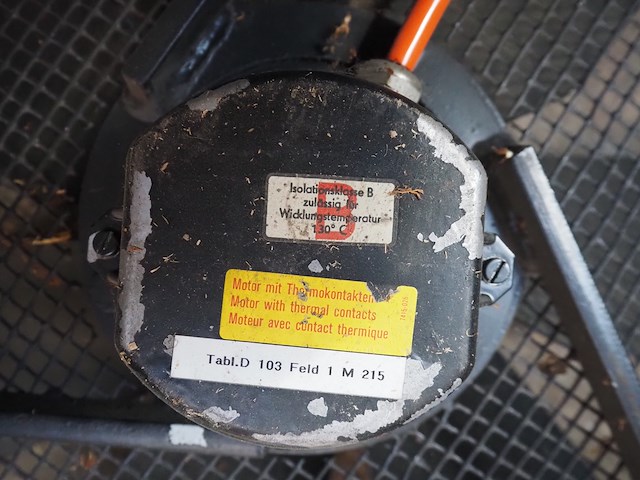 Isolationsklasse B
zulässig für
Wicklungstemperatur
130° C
B
Motor mit Thermokontakten
Motor with thermal contacts
Moteur avec contact thermique
Tabl.D 103 Feld 1 M 215